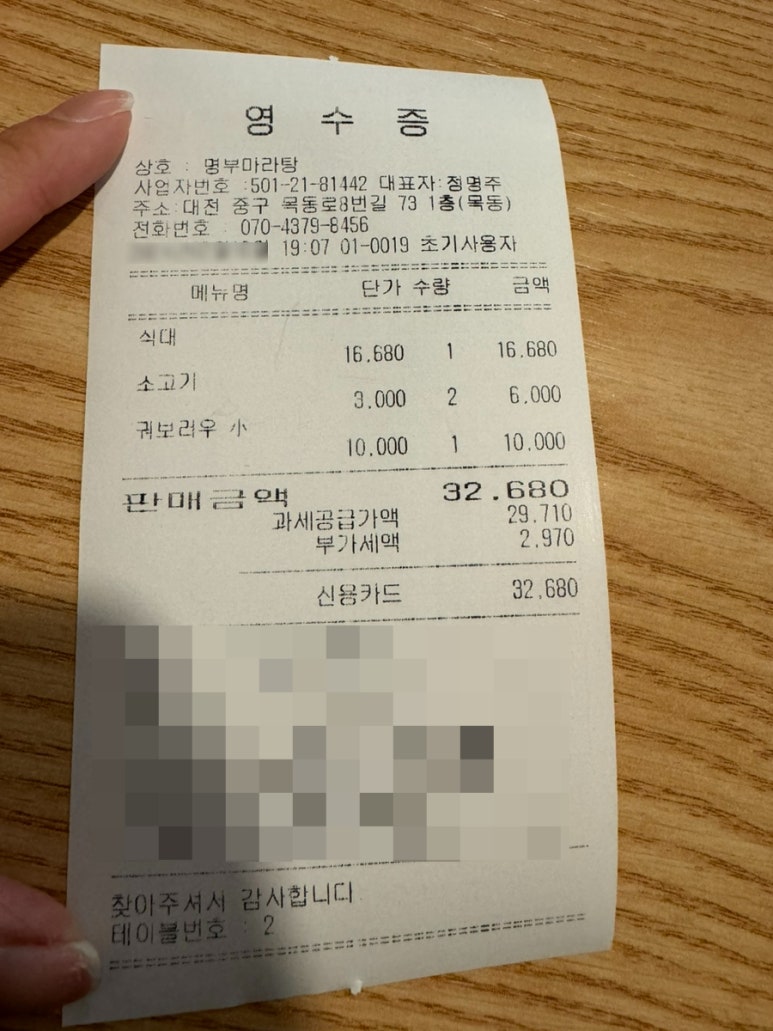 영 수 증
상호 : 명부마라탕
사업자번호 :501-21-81442 대표자:정명주
주소:대전 중구 목동로8번길 73 1층(목동)
전화번호 : 070-4379-8456
19:07 01-0019 초기사용자
메뉴명 단가 수량 금액
식대
16.680 1 16.680
소고기
3.000 2 6.000
궈보러우 小
10.000 1 10.000
판매금액 32.680
과세공급가액 29.710
부가세액 2.970
신용카드 32.680
찾아주셔서 감사합니다
테이블번호 : 2